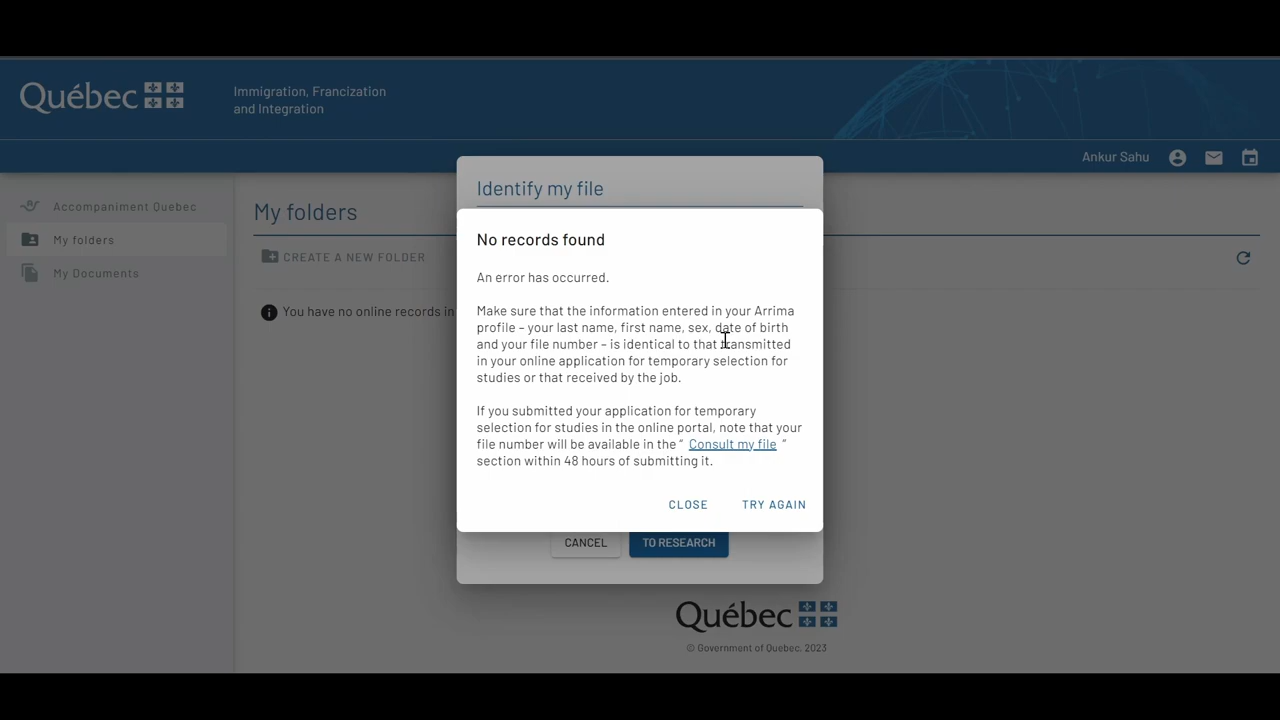 Québec
Immigration, Francization
and Integration
Ankur Sahu
Accompaniment Quebec
My folders
My Documents
My folders
CREATE A NEW FOLDER
You have no online records in
Identify my file
No records found
An error has occurred.
Make sure that the information entered in your Arrima
profile – your last name, first name, sex, date of birth
and your file number – is identical to that transmitted
in your online application for temporary selection for
studies or that received by the job.
If you submitted your application for temporary
selection for studies in the online portal, note that your
file number will be available in the “ Consult my file ”
section within 48 hours of submitting it.
CLOSE TRY AGAIN
CANCEL TO RESEARCH
Québec
© Government of Quebec, 2023